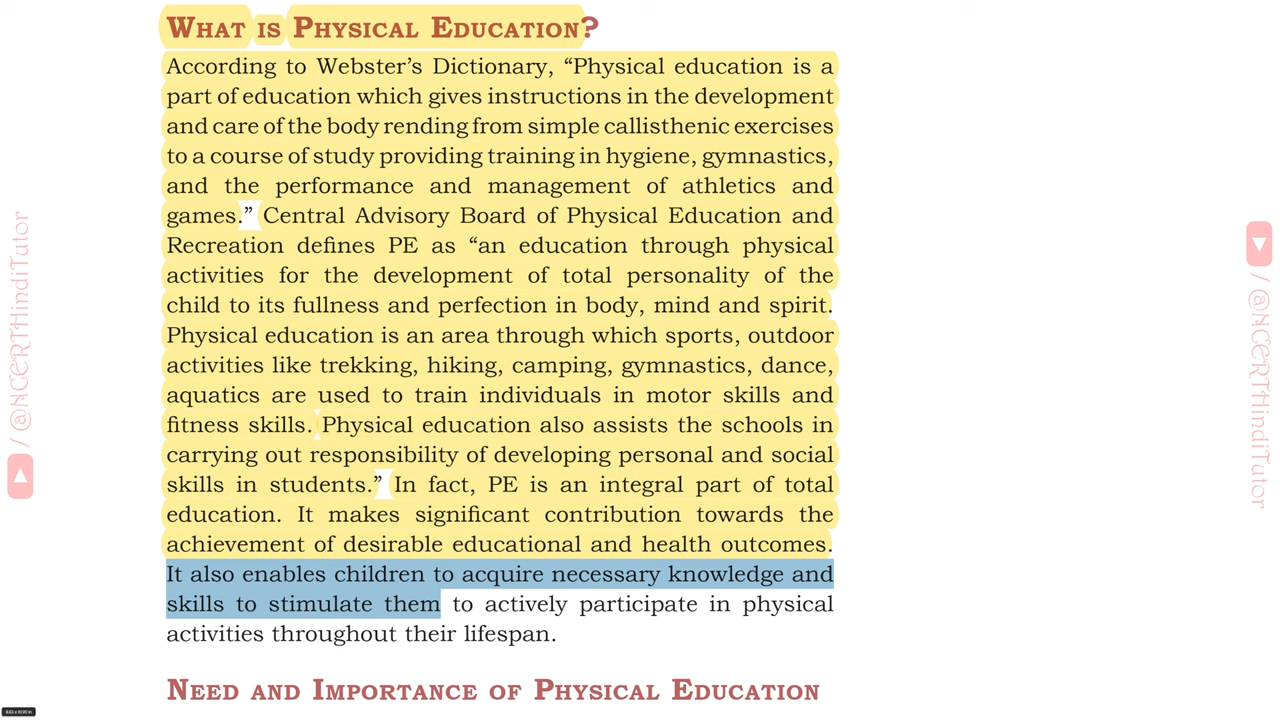 WHAT IS PHYSICAL EDUCATION?
According to Webster's Dictionary, “Physical education is a
part of education which gives instructions in the development
and care of the body rending from simple callisthenic exercises
to a course of study providing training in hygiene, gymnastics,
and the performance and management of athletics and
games.” Central Advisory Board of Physical Education and
Recreation defines PE as “an education through physical
activities for the development of total personality of the
child to its fullness and perfection in body, mind and spirit.
Physical education is an area through which sports, outdoor
activities like trekking, hiking, camping, gymnastics, dance,
aquatics are used to train individuals in motor skills and
fitness skills. Physical education also assists the schools in
carrying out responsibility of developing personal and social
skills in students.” In fact, PE is an integral part of total
education. It makes significant contribution towards the
achievement of desirable educational and health outcomes.
It also enables children to acquire necessary knowledge and
skills to stimulate them to actively participate in physical
activities throughout their lifespan.
NEED AND IMPORTANCE OF PHYSICAL EDUCATION
/ @NCERTHindiTutor
/ @NCERTHindiTutor